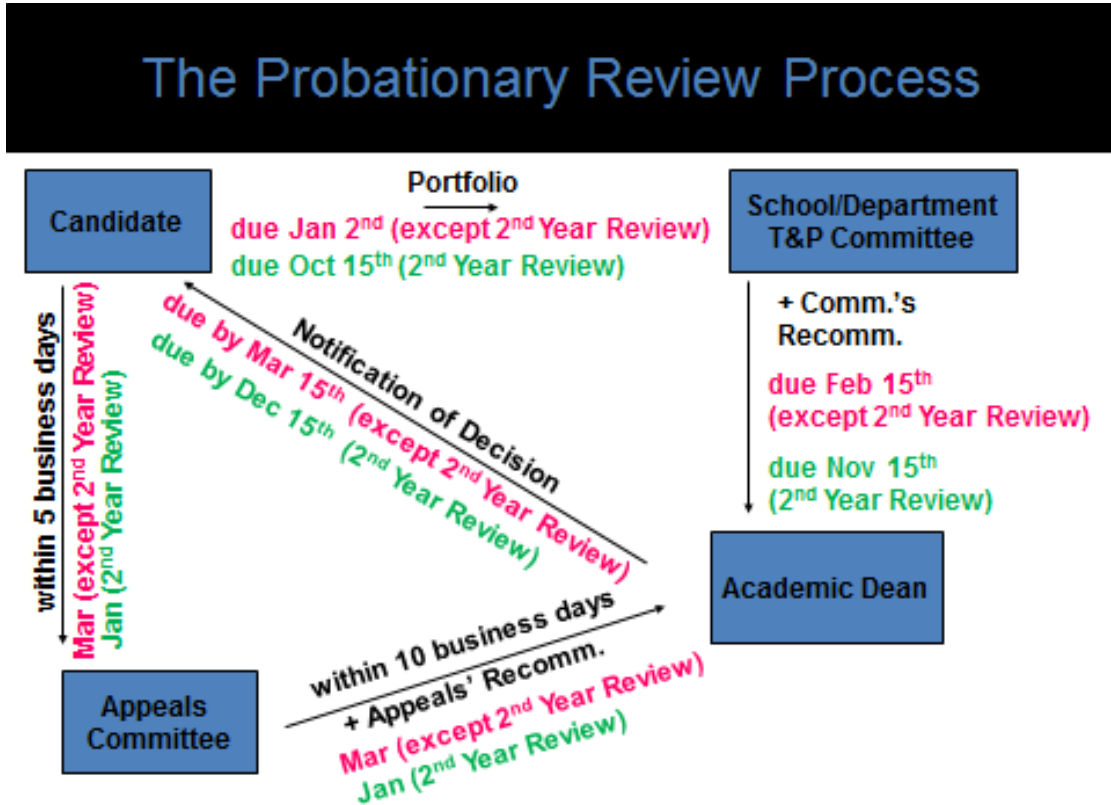 The Probationary Review Process
Candidate
Portfolio
due Jan 2nd (except 2nd Year Review)
due Oct 15th (2nd Year Review)
School/Department
T&P Committee
+ Comm.'s
Recomm.
due Feb 15th
(except 2nd Year Review)
due Nov 15th
(2nd Year Review)
Academic Dean
Notification of Decision
due by Mar 15th (except 2nd Year Review)
due by Dec 15th (2nd Year Review)
within 5 business days
Mar (except 2nd Year Review)
Jan (2nd Year Review)
Appeals
Committee
within 10 business days
+ Appeals' Recomm.
Mar (except 2nd Year Review)
Jan (2nd Year Review)